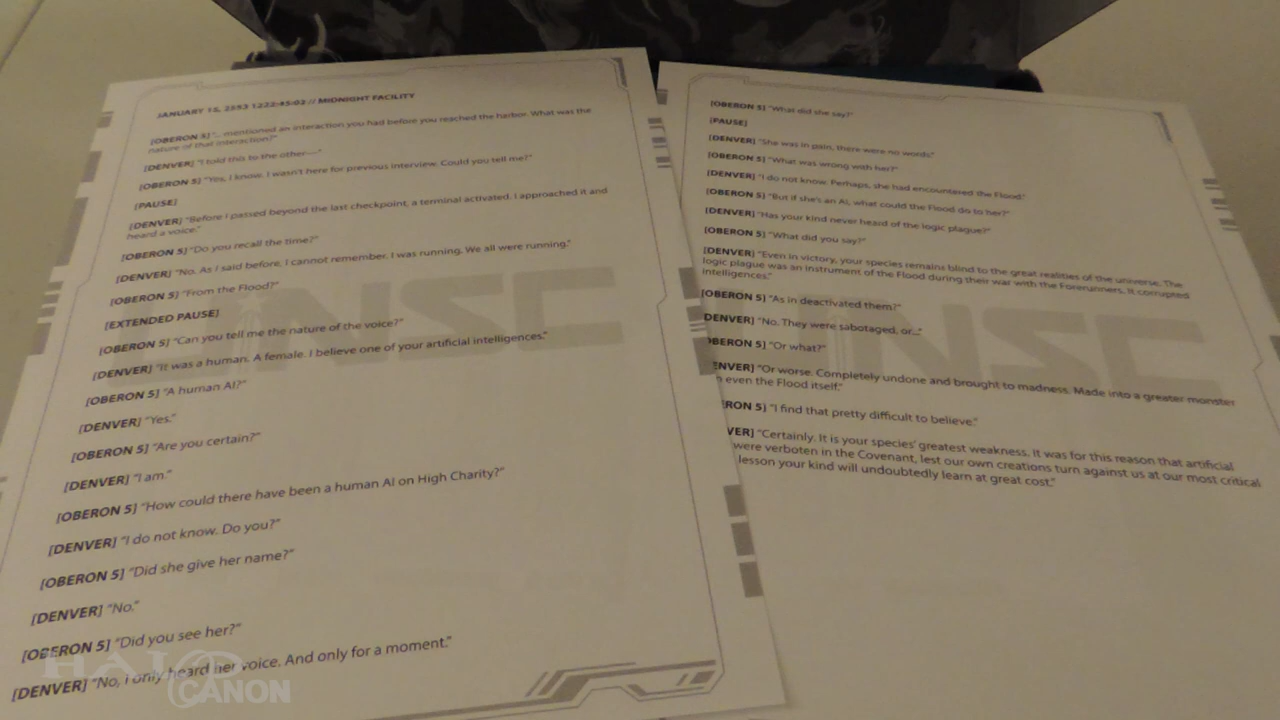 JANUARY 15, 2553 1222:45:02 // MIDNIGHT FACILITY
[OBERON 5] "... mentioned an interaction you had before you reached the harbor. What was the
nature of that interaction?"
[DENVER] "I told this to the other—"
[OBERON 5] "Yes, I know. I wasn't here for previous interview. Could you tell me?"
[PAUSE]
[DENVER] "Before I passed beyond the last checkpoint, a terminal activated. I approached it and
heard a voice."
[OBERON 5] "Do you recall the time?"
[DENVER] "No. As I said before, I cannot remember. I was running. We all were running."
[OBERON 5] "From the Flood?"
[EXTENDED PAUSE]
[OBERON 5] "Can you tell me the nature of the voice?"
[DENVER] "It was a human. A female. I believe one of your artificial intelligences."
[OBERON 5] "A human AI?"
[DENVER] "Yes."
[OBERON 5] "Are you certain?"
[DENVER] "I am."
[OBERON 5] "How could there have been a human AI on High Charity?"
[DENVER] "I do not know. Do you?"
[OBERON 5] "Did she give her name?"
[DENVER] "No."
[OBERON 5] "Did you see her?"
[DENVER] "No, I only heard her voice. And only for a moment."
UNSC
[OBERON 5] "What did she say?"
[PAUSE]
[DENVER] "She was in pain, there were no words."
[OBERON 5] "What was wrong with her?"
[DENVER] "I do not know. Perhaps, she had encountered the Flood."
[OBERON 5] "But if she's an AI, what could the Flood do to her?"
[DENVER] "Has your kind never heard of the logic plague?"
[OBERON 5] "What did you say?"
[DENVER] "Even in victory, your species remains blind to the great realities of the universe. The
logic plague was an instrument of the Flood during their war with the Forerunners. It corrupted
intelligences."
[OBERON 5] "As in deactivated them?"
DENVER] "No. They were sabotaged, or..."
BERON 5] "Or what?"
ENVER] "Or worse. Completely undone and brought to madness. Made into a greater monster
n even the Flood itself."
RON 5] "I find that pretty difficult to believe."
VER] "Certainly. It is your species' greatest weakness. It was for this reason that artificial
were verboten in the Covenant, lest our own creations turn against us at our most critical
lesson your kind will undoubtedly learn at great cost."
NSC
HALO
CANON